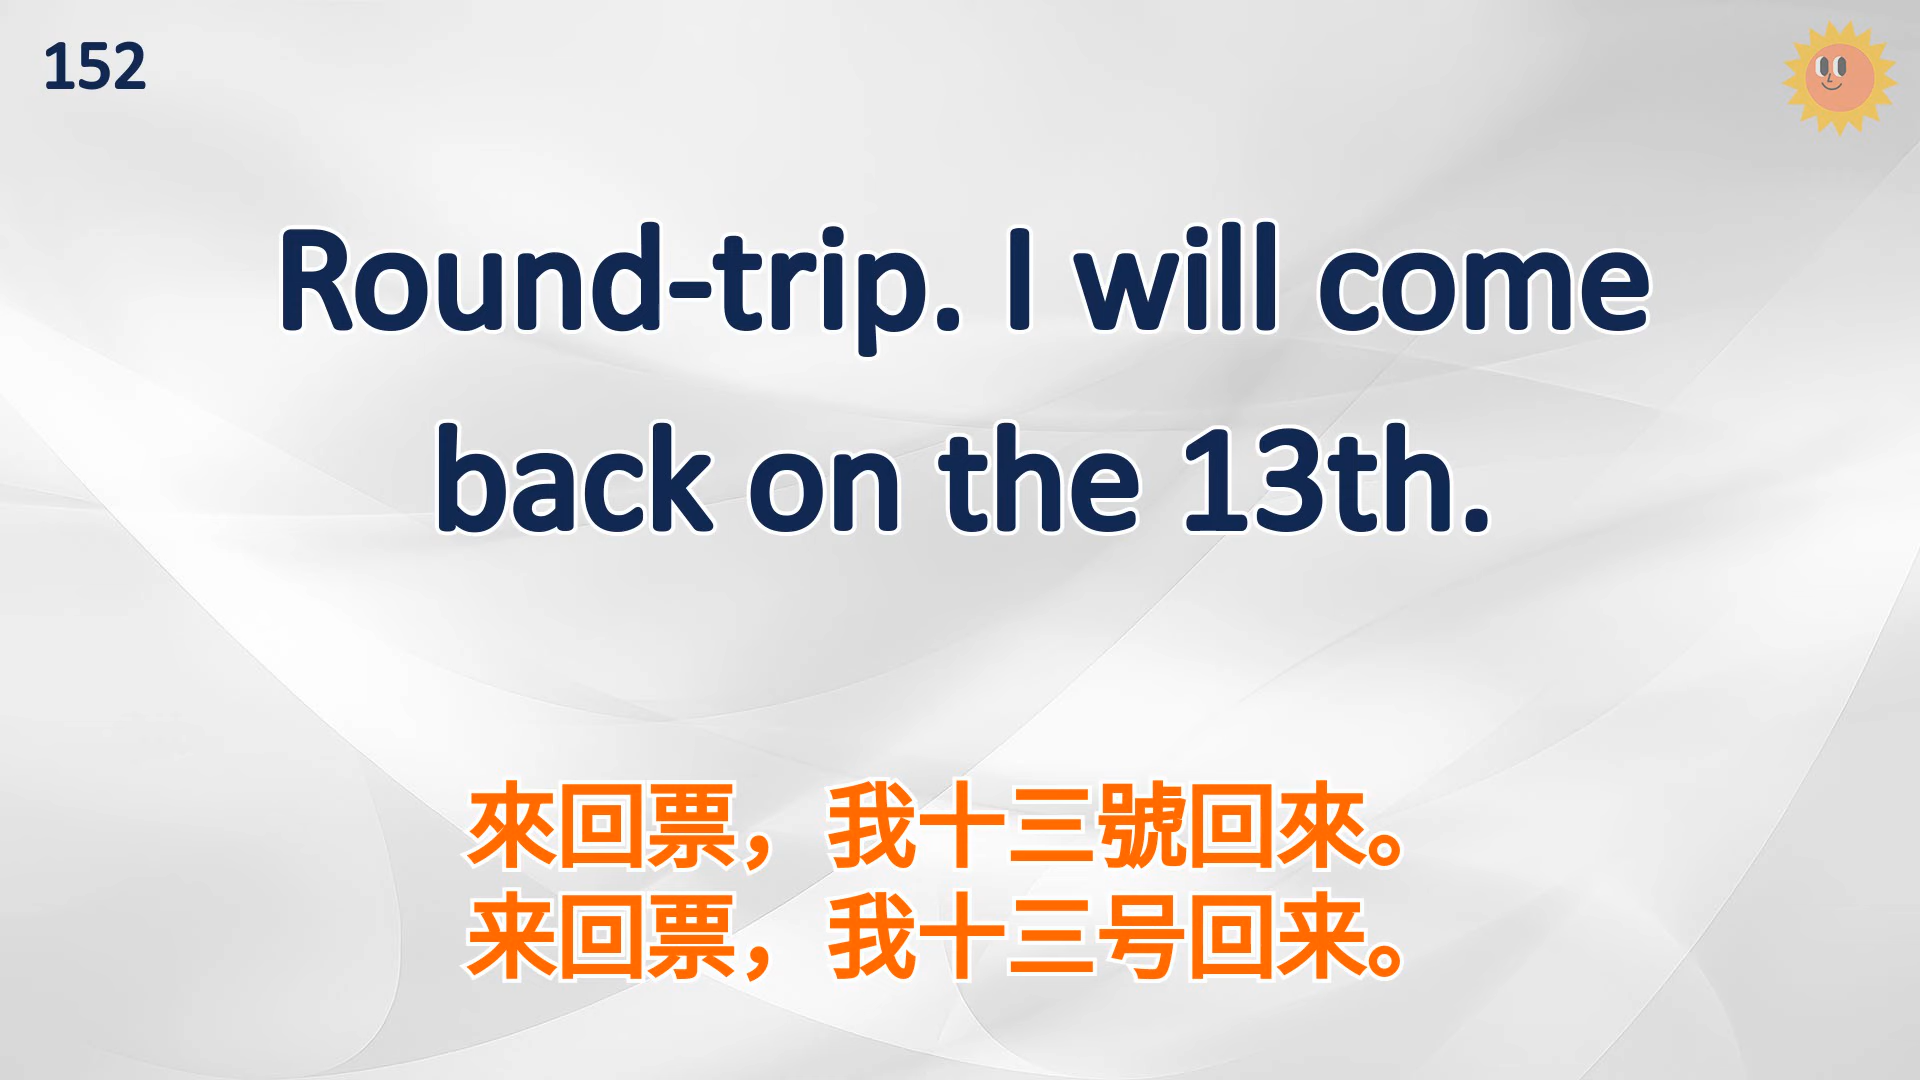 152
Round-trip. I will come
back on the 13th.
來回票，我十三號回來。
来回票，我十三号回来。